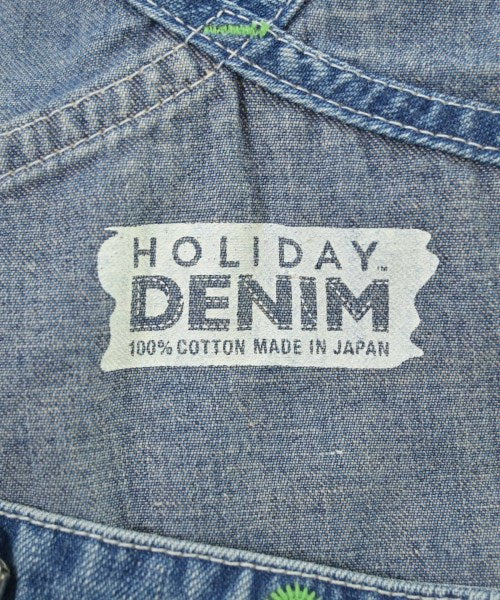 HOLIDAY™
DENIM
100% COTTON MADE IN JAPAN